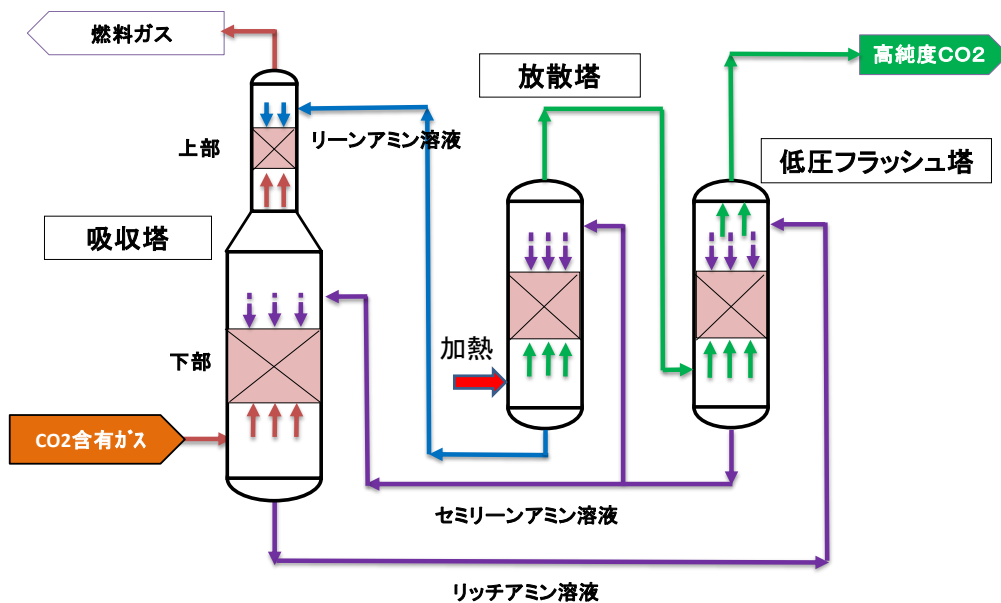 燃料ガス
放散塔
高純度CO2
リーンアミン溶液
上部
低圧フラッシュ塔
吸収塔
加熱
下部
CO2含有ｶﾞｽ
セミリーンアミン溶液
リッチアミン溶液